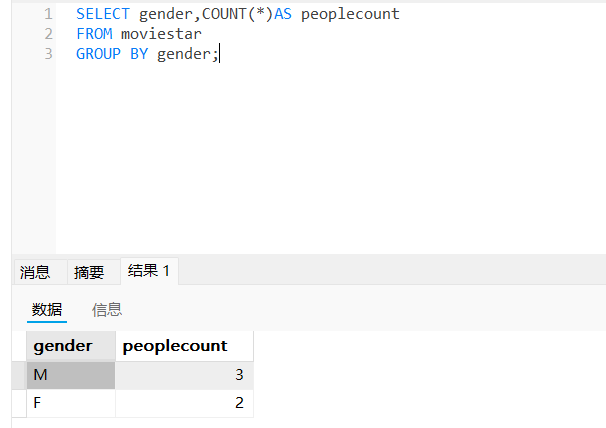 1 SELECT gender,COUNT(*)AS peoplecount
2 FROM moviestar
3 GROUP BY gender;
消息 摘要 结果 1
数据 信息
gender peoplecount
M 3
F 2